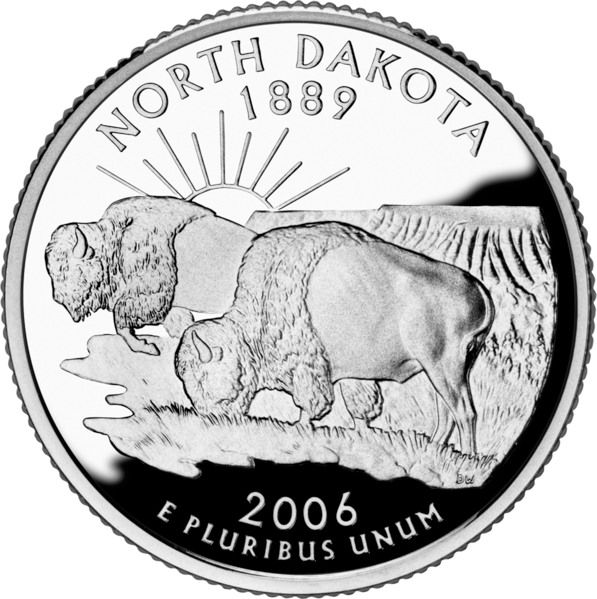 NORTH DAKOTA
1889
2006
E PLURIBUS UNUM